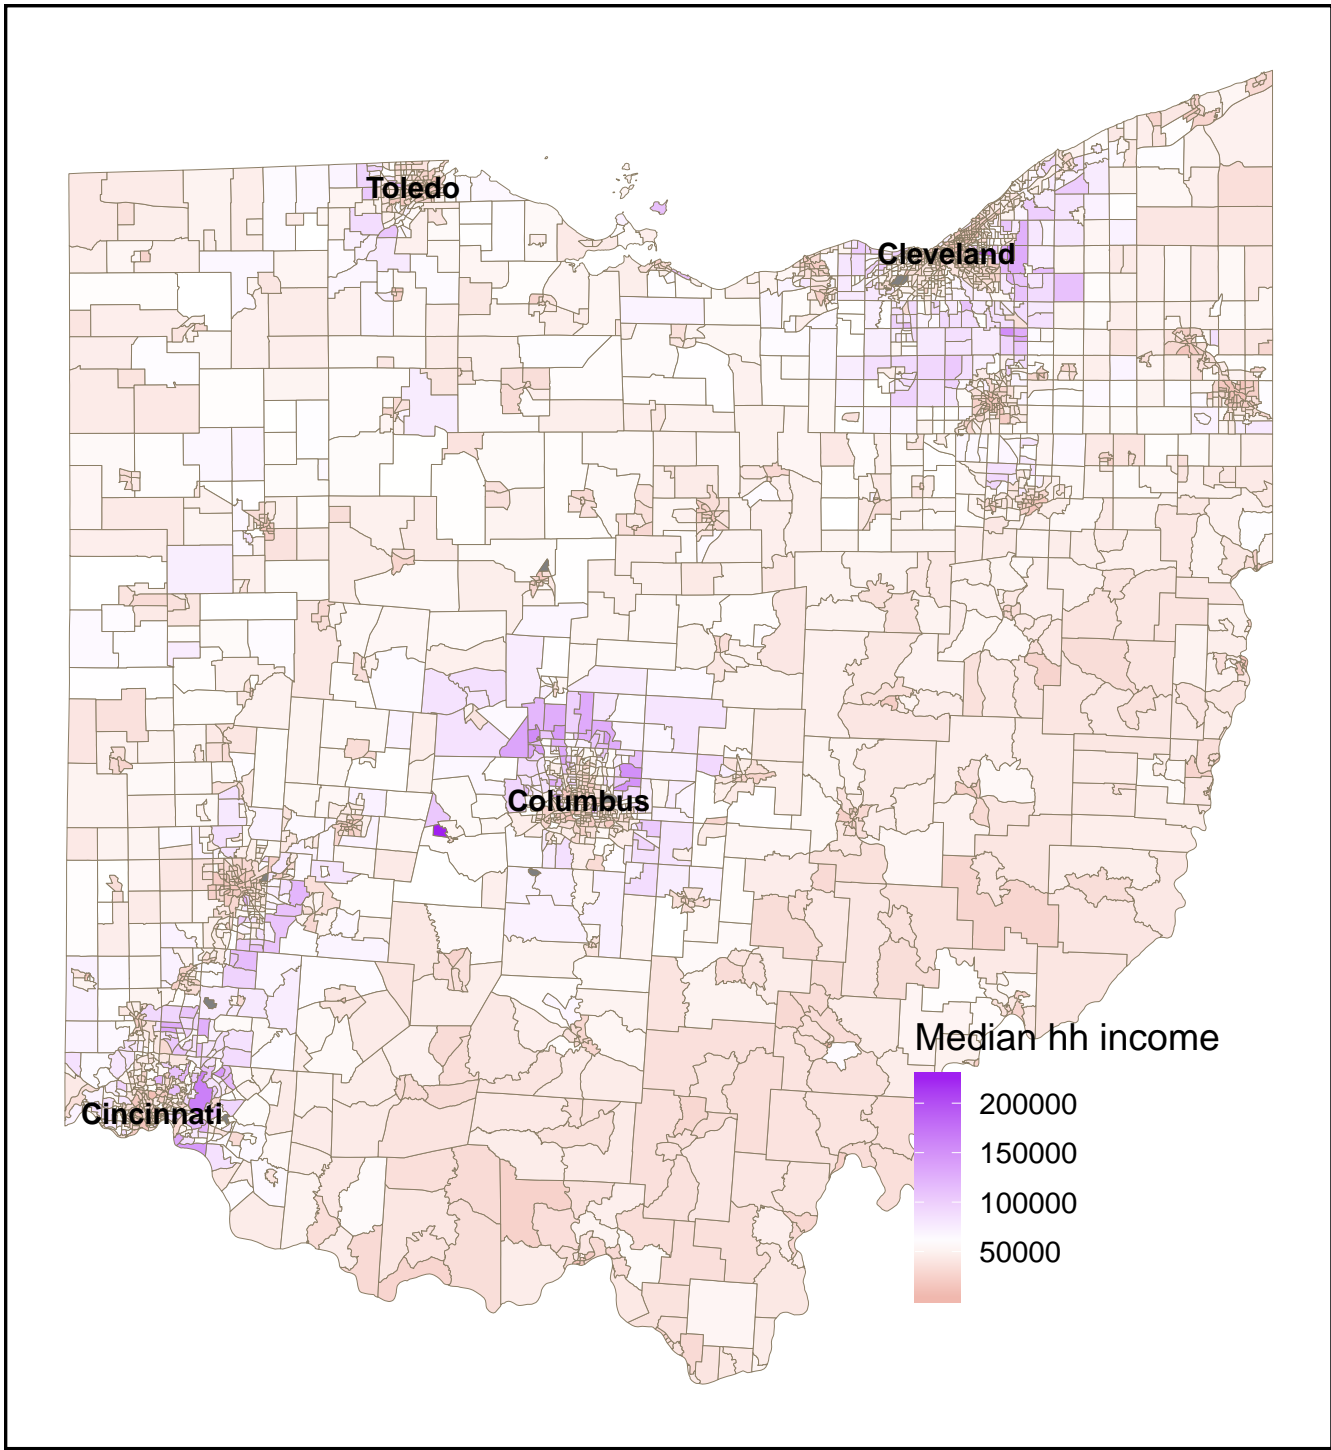 Toledo
Cleveland
Columbus
Cincinnati
Median hh income
200000
150000
100000
50000